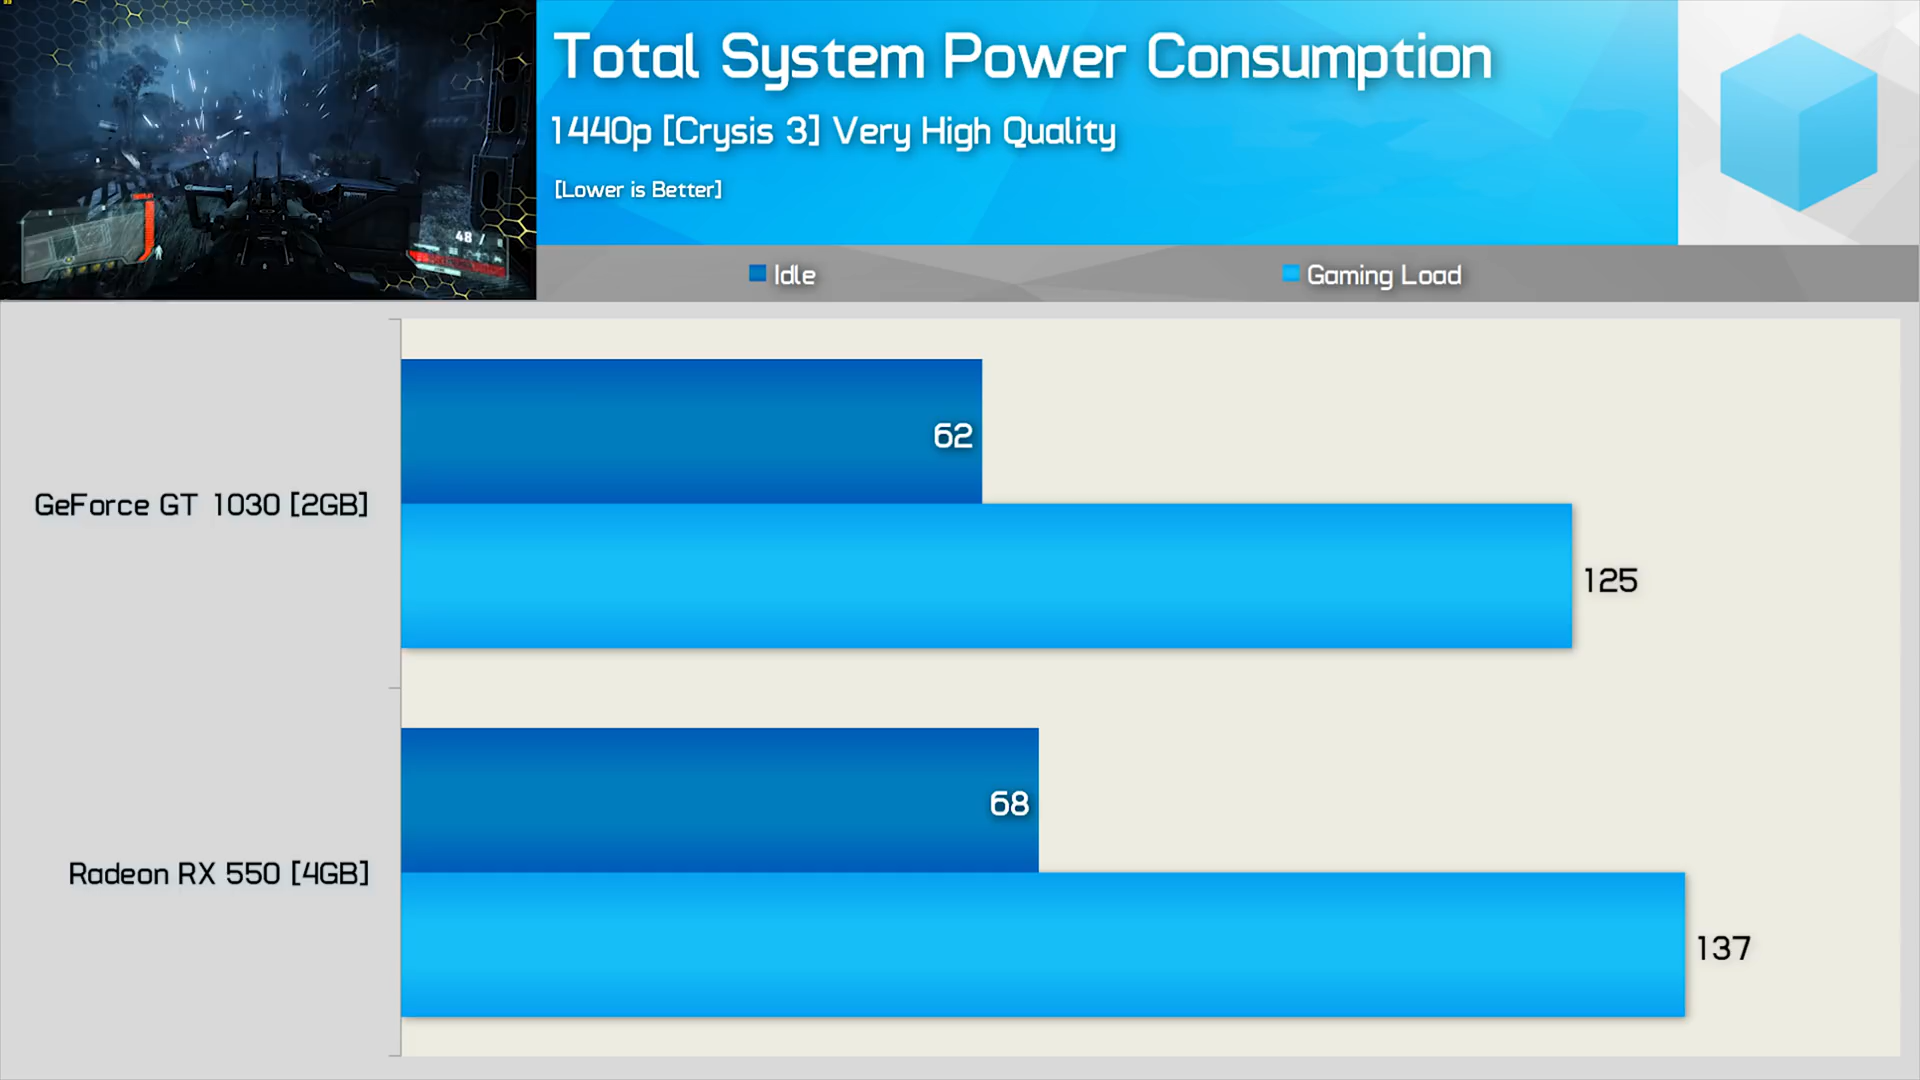 Total System Power Consumption
1440p [Crysis 3] Very High Quality
[Lower is Better]
48 /
Idle
Gaming Load
62
GeForce GT 1030 [2GB]
125
68
Radeon RX 550 [4GB]
137